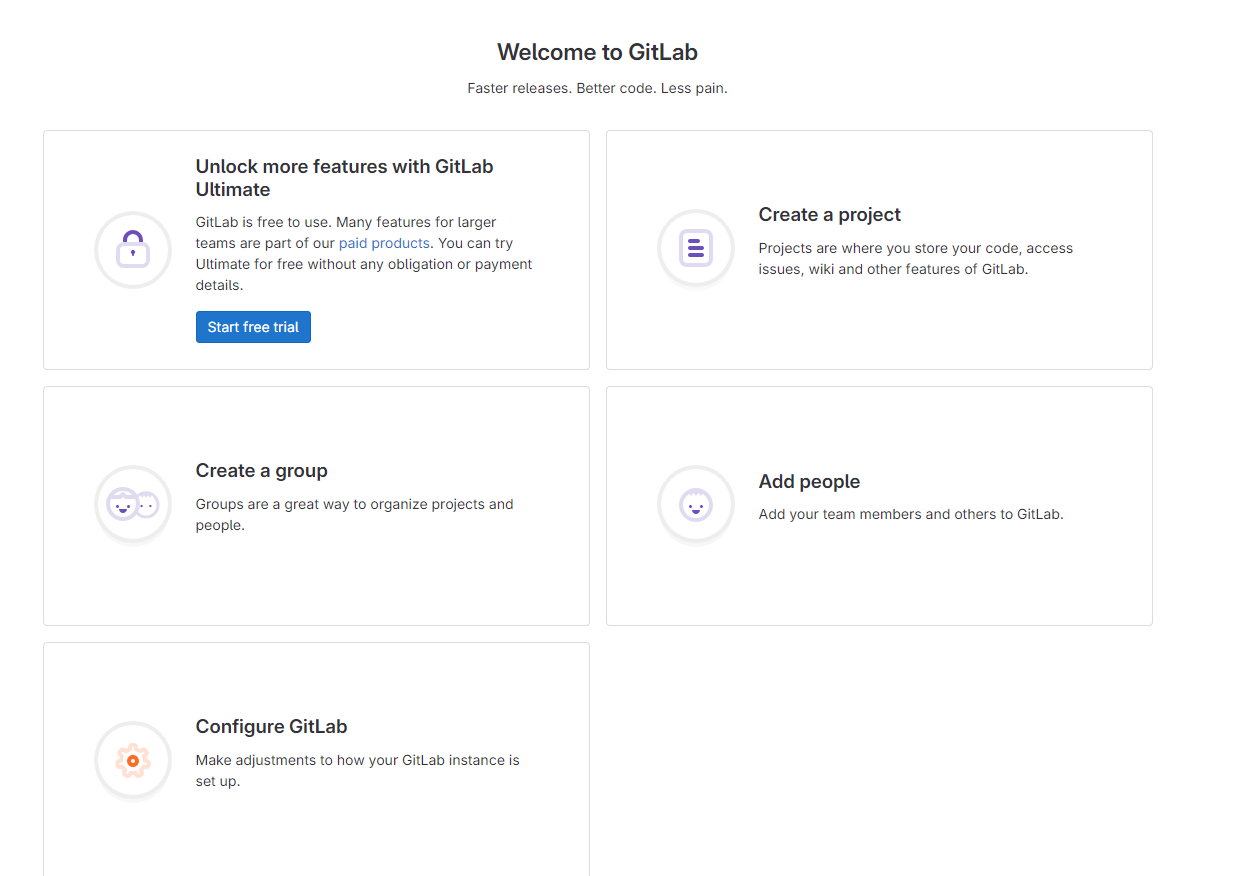 Welcome to GitLab
Faster releases. Better code. Less pain.
Unlock more features with GitLab
Ultimate
GitLab is free to use. Many features for larger
teams are part of our paid products. You can try
Ultimate for free without any obligation or payment
details.
Start free trial
Create a project
Projects are where you store your code, access
issues, wiki and other features of GitLab.
Create a group
Groups are a great way to organize projects and
people.
Add people
Add your team members and others to GitLab.
Configure GitLab
Make adjustments to how your GitLab instance is
set up.